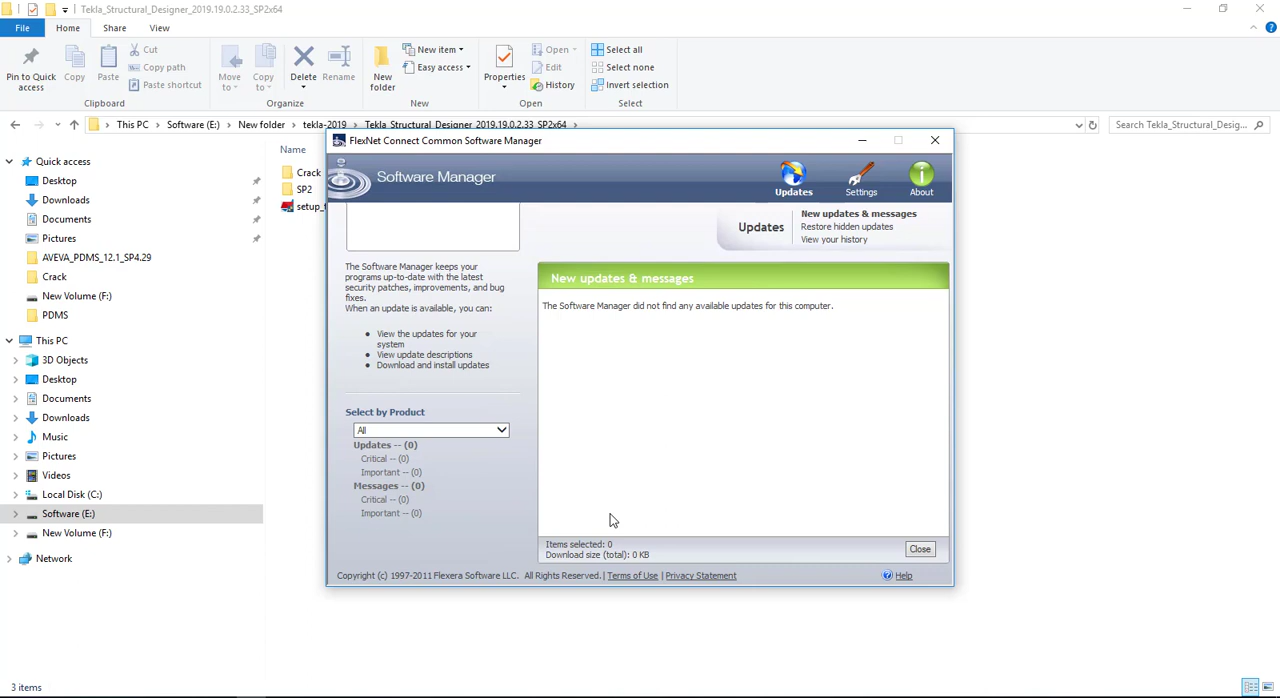 Tekla_Structural_Designer_2019.19.0.2.33_SP2x64
File Home Share View
Pin to Quick access
Copy
Paste
Cut
Copy path
Paste shortcut
Clipboard
Move to
Copy to
Delete
Rename
Organize
New folder
New item
Easy access
New
Properties
Open
Edit
History
Open
Select all
Select none
Invert selection
Select
This PC Software (E:) New folder tekla-2019 Tekla_Structural_Designer_2019.19.0.2.33_SP2x64
Search Tekla_Structural_Desig...
Quick access
Desktop
Downloads
Documents
Pictures
AVEVA_PDMS_12.1_SP4.29
Crack
New Volume (F:)
PDMS
This PC
3D Objects
Desktop
Documents
Downloads
Music
Pictures
Videos
Local Disk (C:)
Software (E:)
New Volume (F:)
Network
3 items
Name
Crack
SP2
FlexNet Connect Common Software Manager
Software Manager
Updates
Settings
About
Updates
New updates & messages
Restore hidden updates
View your history
The Software Manager keeps your
programs up-to-date with the latest
security patches, improvements, and bug
fixes.
When an update is available, you can:
View the updates for your
system
View update descriptions
Download and install updates
Select by Product
All
Updates -- (0)
Critical -- (0)
Important -- (0)
Messages -- (0)
Critical -- (0)
Important -- (0)
New updates & messages
The Software Manager did not find any available updates for this computer.
Items selected: 0
Download size (total): 0 KB
Close
Copyright (c) 1997-2011 Flexera Software LLC. All Rights Reserved. | Terms of Use | Privacy Statement
Help